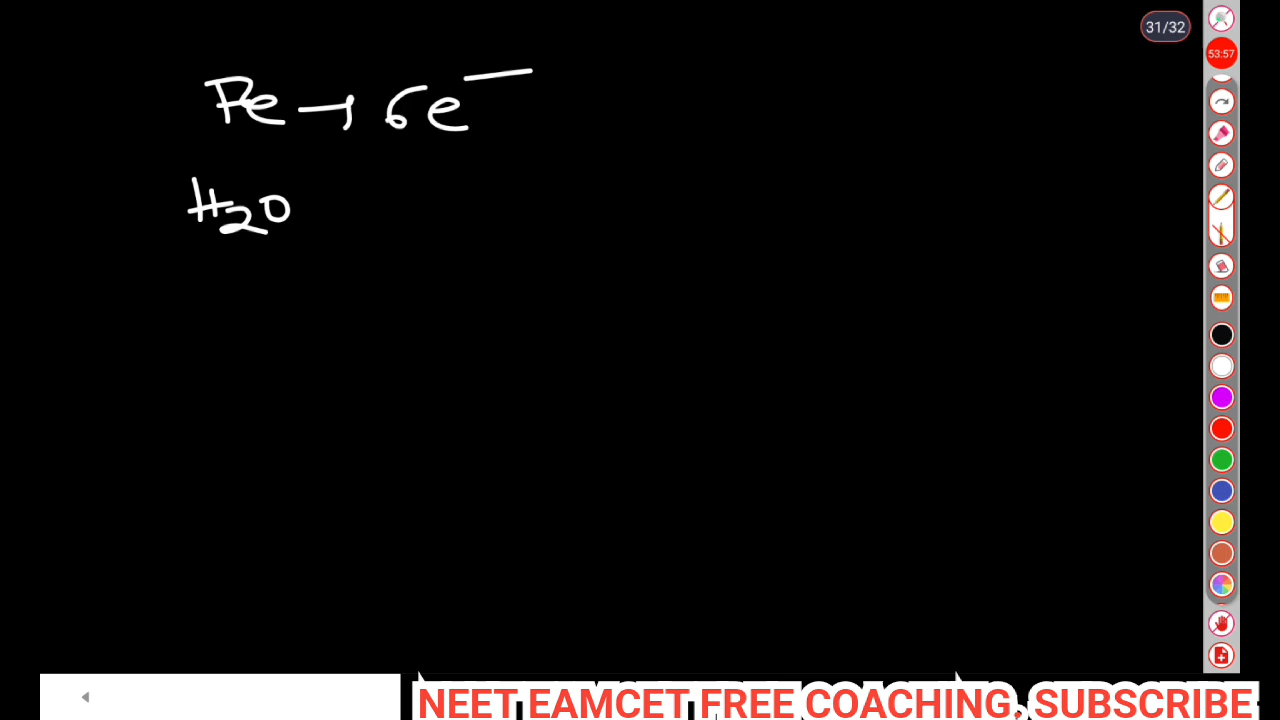 31/32
53:57
Fe → 6e⁻
H₂O
NEET EAMCET FREE COACHING, SUBSCRIBE